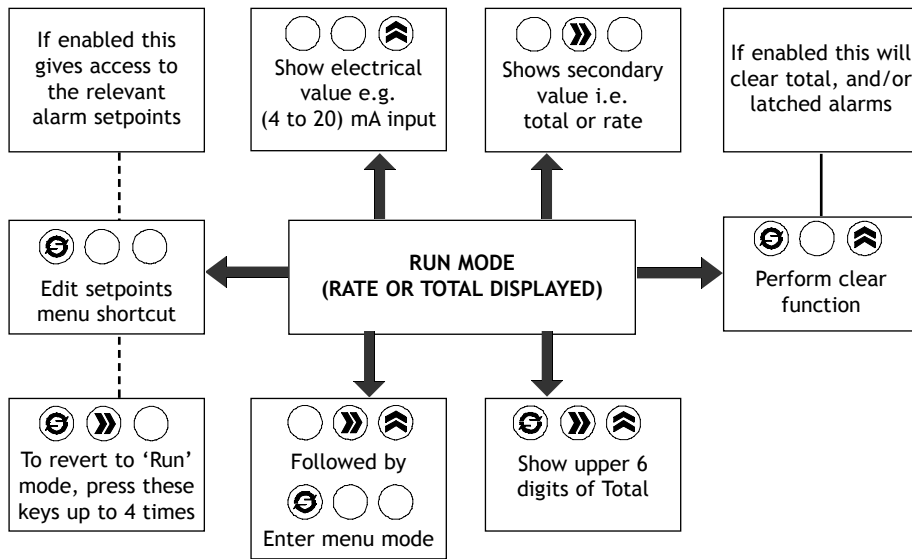 If enabled this
gives access to
the relevant
alarm setpoints
Show electrical
value e.g.
(4 to 20) mA input
Shows secondary
value i.e.
total or rate
If enabled this will
clear total, and/or
latched alarms
Edit setpoints
menu shortcut
RUN MODE
(RATE OR TOTAL DISPLAYED)
Perform clear
function
To revert to ‘Run’
mode, press these
keys up to 4 times
Followed by
Enter menu mode
Show upper 6
digits of Total